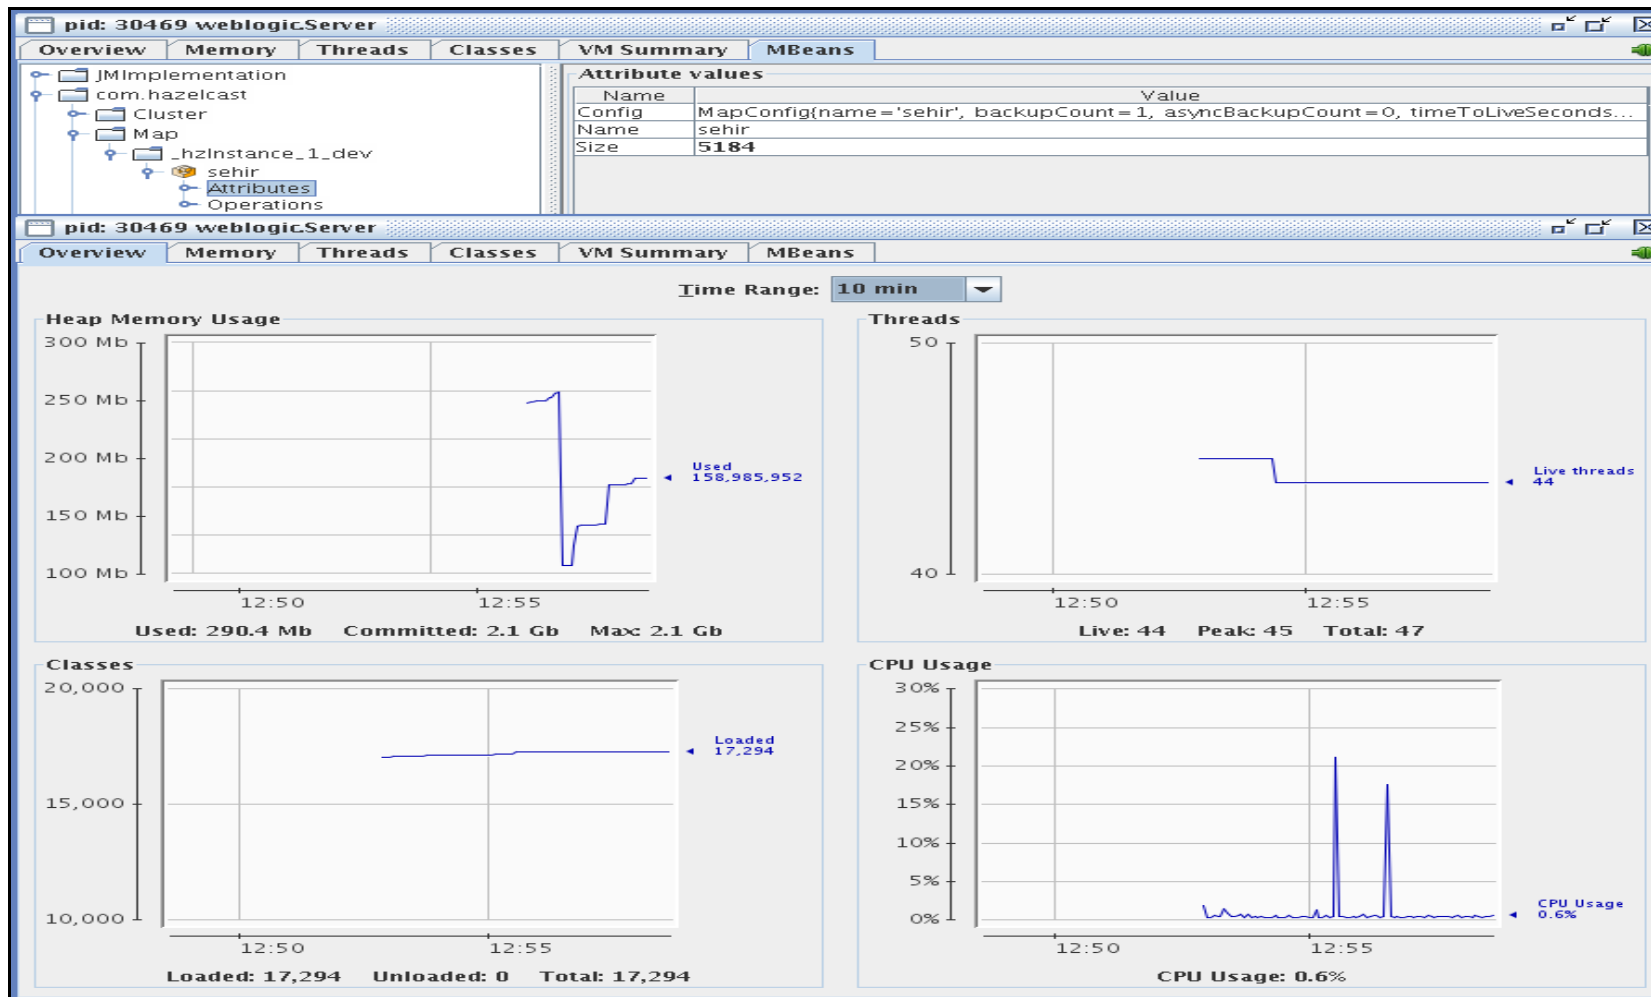 pid: 30469 weblogic.Server
Overview Memory Threads Classes VM Summary MBeans
JMImplementation
com.hazelcast
Cluster
Map
_hzInstance_1_dev
sehir
Attributes
Operations
Attribute values
Name Value
Config MapConfig{name='sehir', backupCount=1, asyncBackupCount=0, timeToLiveSeconds...
Name sehir
Size 5184
pid: 30469 weblogic.Server
Overview Memory Threads Classes VM Summary MBeans
Time Range: 10 min
Heap Memory Usage
300 Mb
250 Mb
200 Mb
150 Mb
100 Mb
Used
158,985,952
12:50 12:55
Used: 290.4 Mb Committed: 2.1 Gb Max: 2.1 Gb
Threads
50
40
Live threads
44
12:50 12:55
Live: 44 Peak: 45 Total: 47
Classes
20,000
15,000
10,000
Loaded
17,294
12:50 12:55
Loaded: 17,294 Unloaded: 0 Total: 17,294
CPU Usage
30%
25%
20%
15%
10%
5%
0%
CPU Usage
0.6%
12:50 12:55
CPU Usage: 0.6%